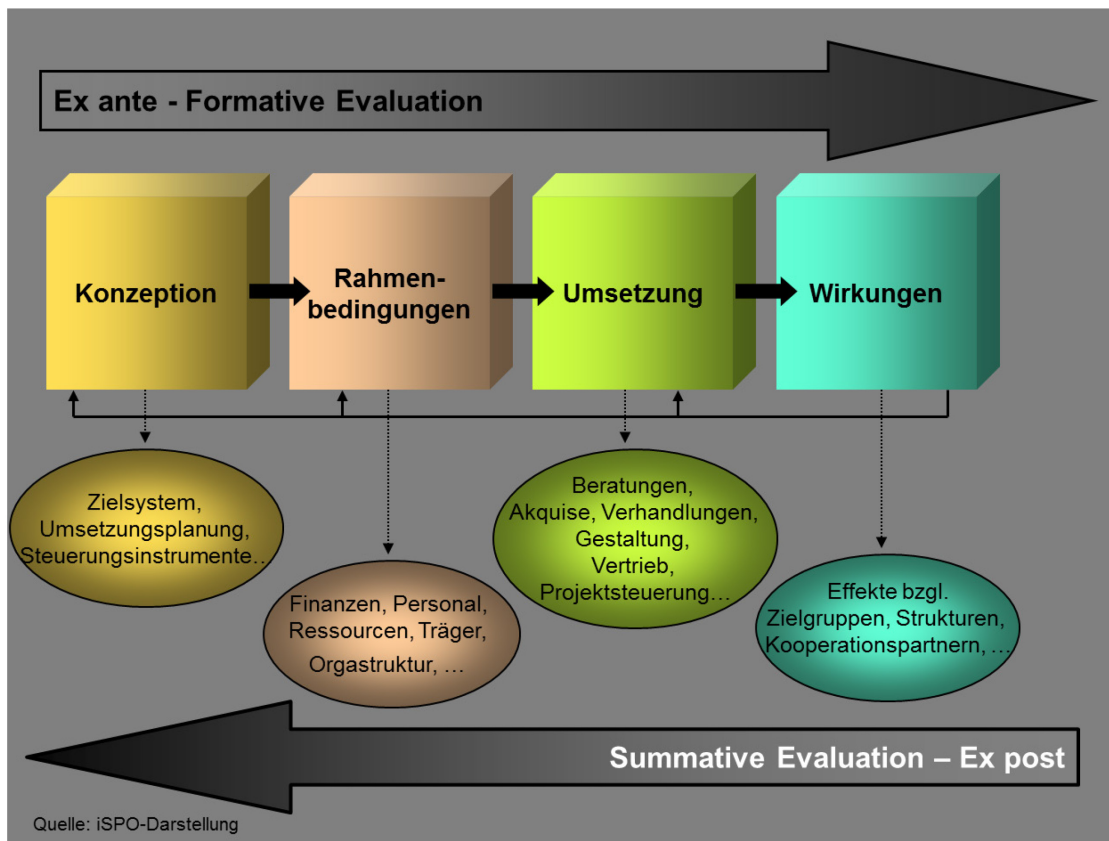 Ex ante - Formative Evaluation
Konzeption
Rahmen-
bedingungen
Umsetzung
Wirkungen
Zielsystem,
Umsetzungsplanung,
Steuerungsinstrumente…
Finanzen, Personal,
Ressourcen, Träger,
Orgastruktur, …
Beratungen,
Akquise, Verhandlungen,
Gestaltung,
Vertrieb,
Projektsteuerung…
Effekte bzgl.
Zielgruppen, Strukturen,
Kooperationspartnern, …
Summative Evaluation – Ex post
Quelle: iSPO-Darstellung